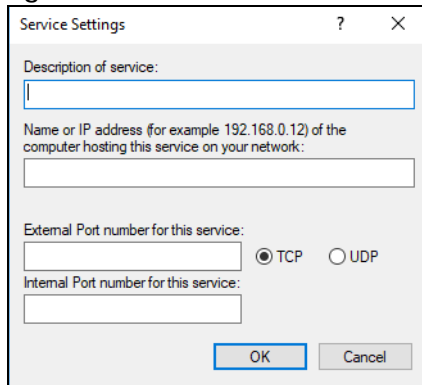 Service Settings ?
Description of service:
Name or IP address (for example 192.168.0.12) of the
computer hosting this service on your network:
External Port number for this service:
TCP UDP
Internal Port number for this service:
OK Cancel